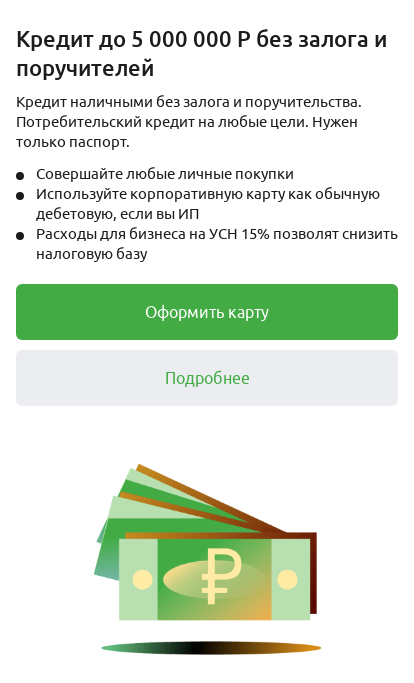 Кредит до 5 000 000 Р без залога и
поручителей
Кредит наличными без залога и поручительства.
Потребительский кредит на любые цели. Нужен
только паспорт.
Совершайте любые личные покупки
Используйте корпоративную карту как обычную
дебетовую, если вы ИП
Расходы для бизнеса на УСН 15% позволят снизить
налоговую базу
Оформить карту
Подробнее
₽